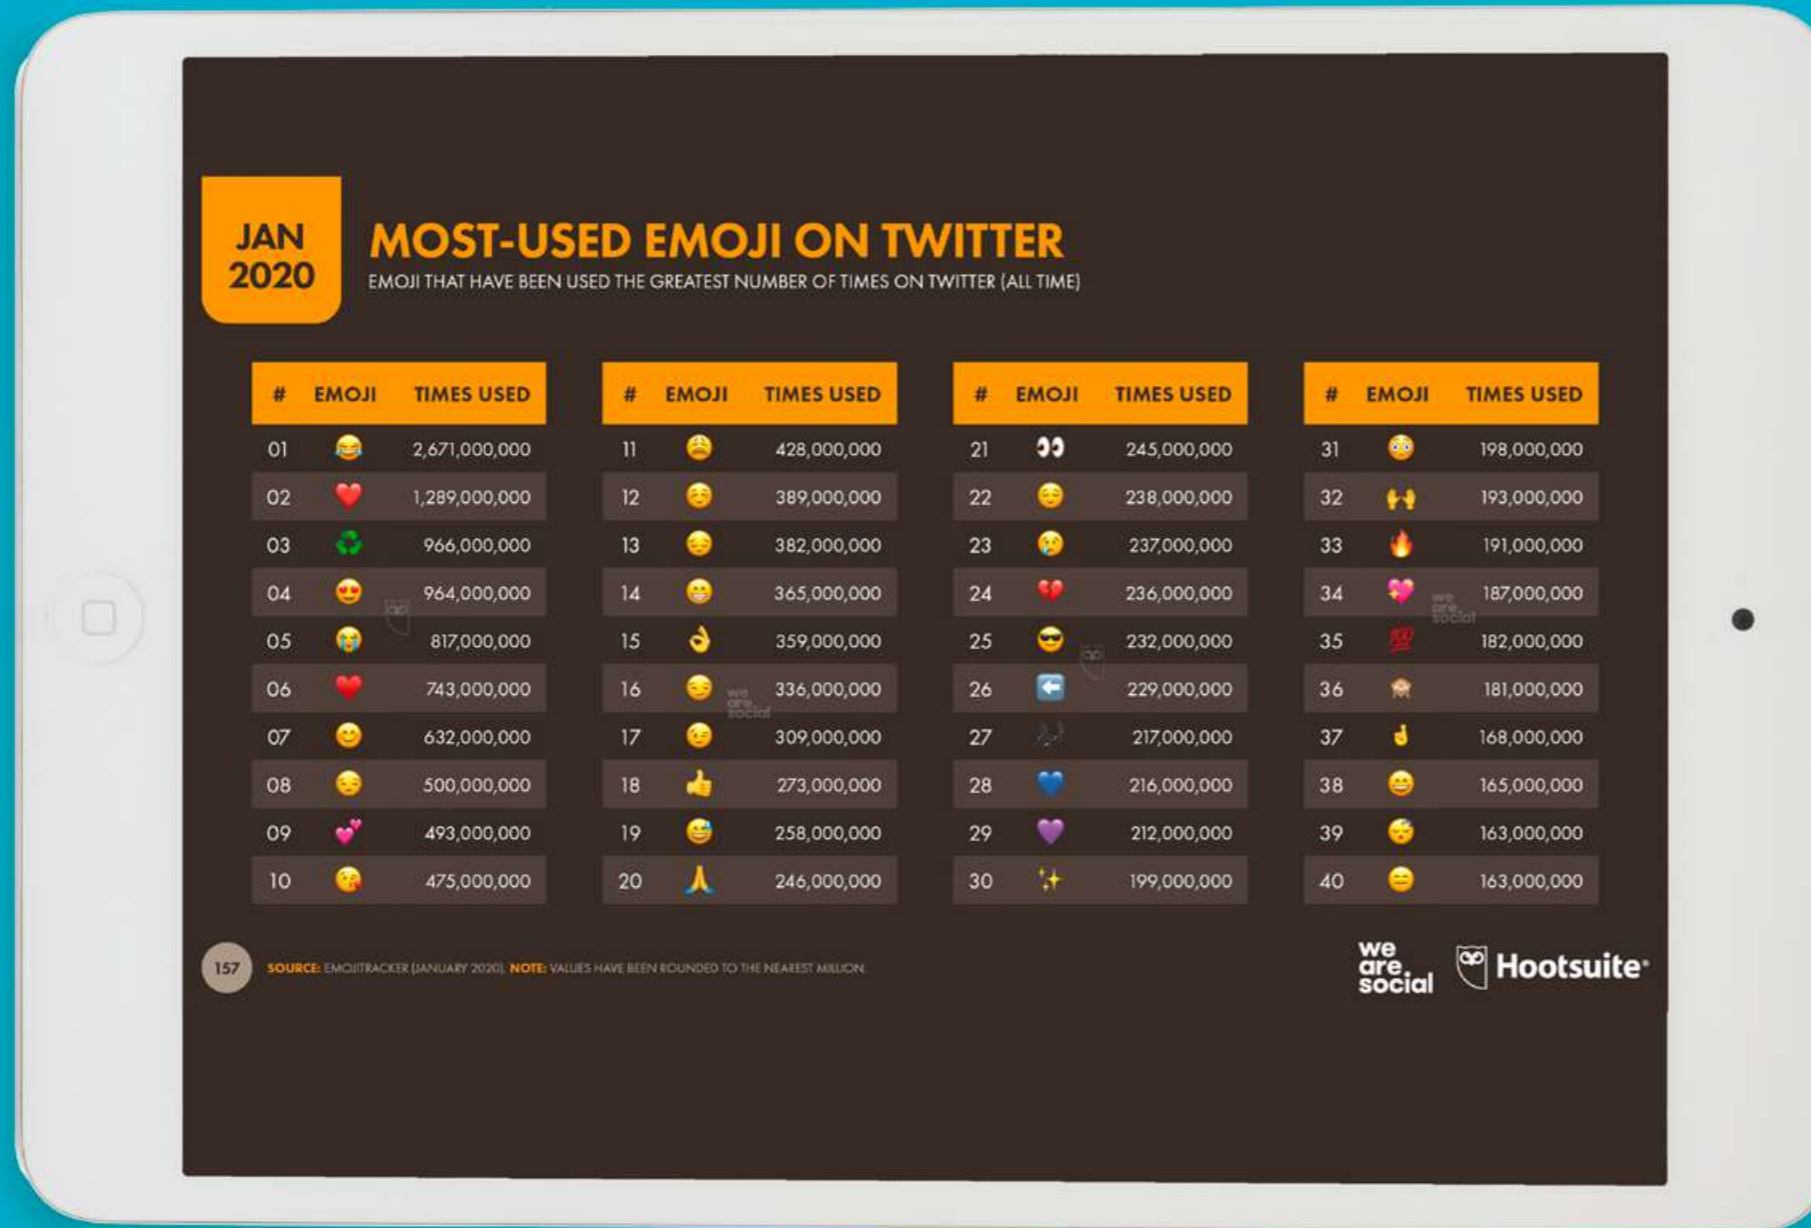 JAN
2020
MOST-USED EMOJI ON TWITTER
EMOJI THAT HAVE BEEN USED THE GREATEST NUMBER OF TIMES ON TWITTER (ALL TIME)
# EMOJI TIMES USED
01 😂 2,671,000,000
02 ❤️ 1,289,000,000
03 ♻️ 966,000,000
04 😍 964,000,000
05 😭 817,000,000
06 ♥️ 743,000,000
07 😊 632,000,000
08 😒 500,000,000
09 💕 493,000,000
10 😘 475,000,000
# EMOJI TIMES USED
11 😩 428,000,000
12 ☺️ 389,000,000
13 😔 382,000,000
14 😁 365,000,000
15 👌 359,000,000
16 😏 336,000,000
17 😉 309,000,000
18 👍 273,000,000
19 😅 258,000,000
20 🙏 246,000,000
# EMOJI TIMES USED
21 👀 245,000,000
22 😌 238,000,000
23 😢 237,000,000
24 💔 236,000,000
25 😎 232,000,000
26 ⬅️ 229,000,000
27 🎶 217,000,000
28 💙 216,000,000
29 💜 212,000,000
30 ✨ 199,000,000
# EMOJI TIMES USED
31 😳 198,000,000
32 🙌 193,000,000
33 🔥 191,000,000
34 💖 187,000,000
35 💯 182,000,000
36 🙈 181,000,000
37 🤞 168,000,000
38 😄 165,000,000
39 😴 163,000,000
40 😑 163,000,000
we
are
social
we
are
social
157
SOURCE: EMOJITRACKER (JANUARY 2020). NOTE: VALUES HAVE BEEN ROUNDED TO THE NEAREST MILLION.
we
are
social
Hootsuite